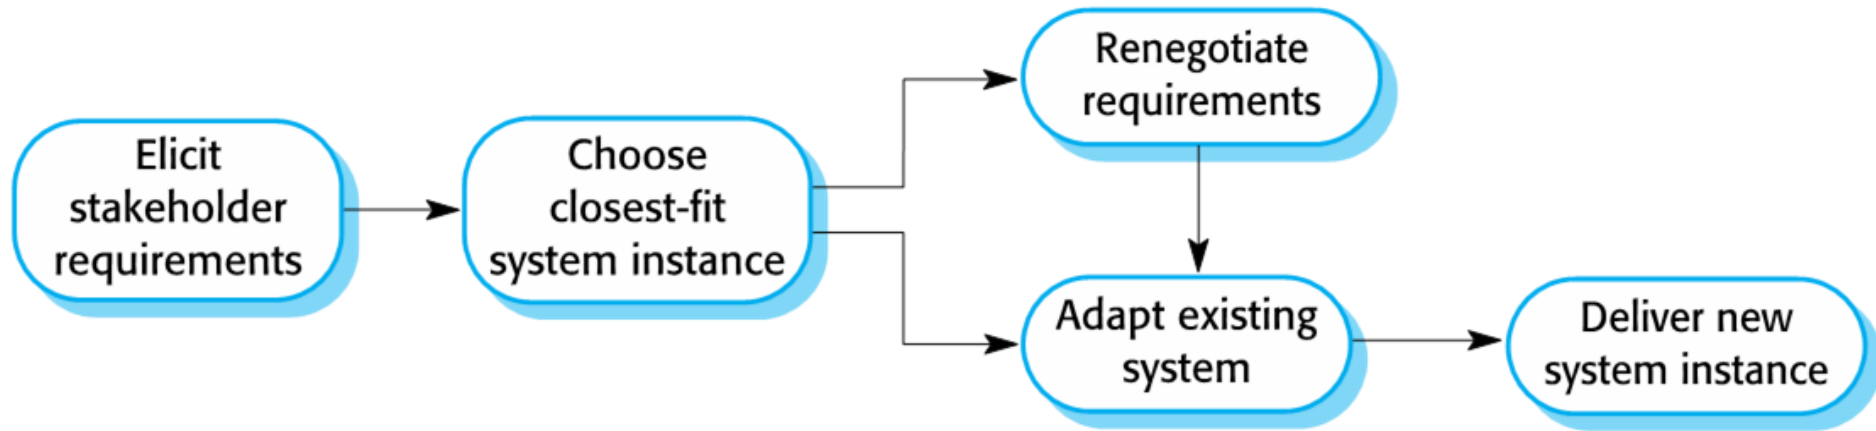 Elicit
stakeholder
requirements
Choose
closest-fit
system instance
Renegotiate
requirements
Adapt existing
system
Deliver new
system instance